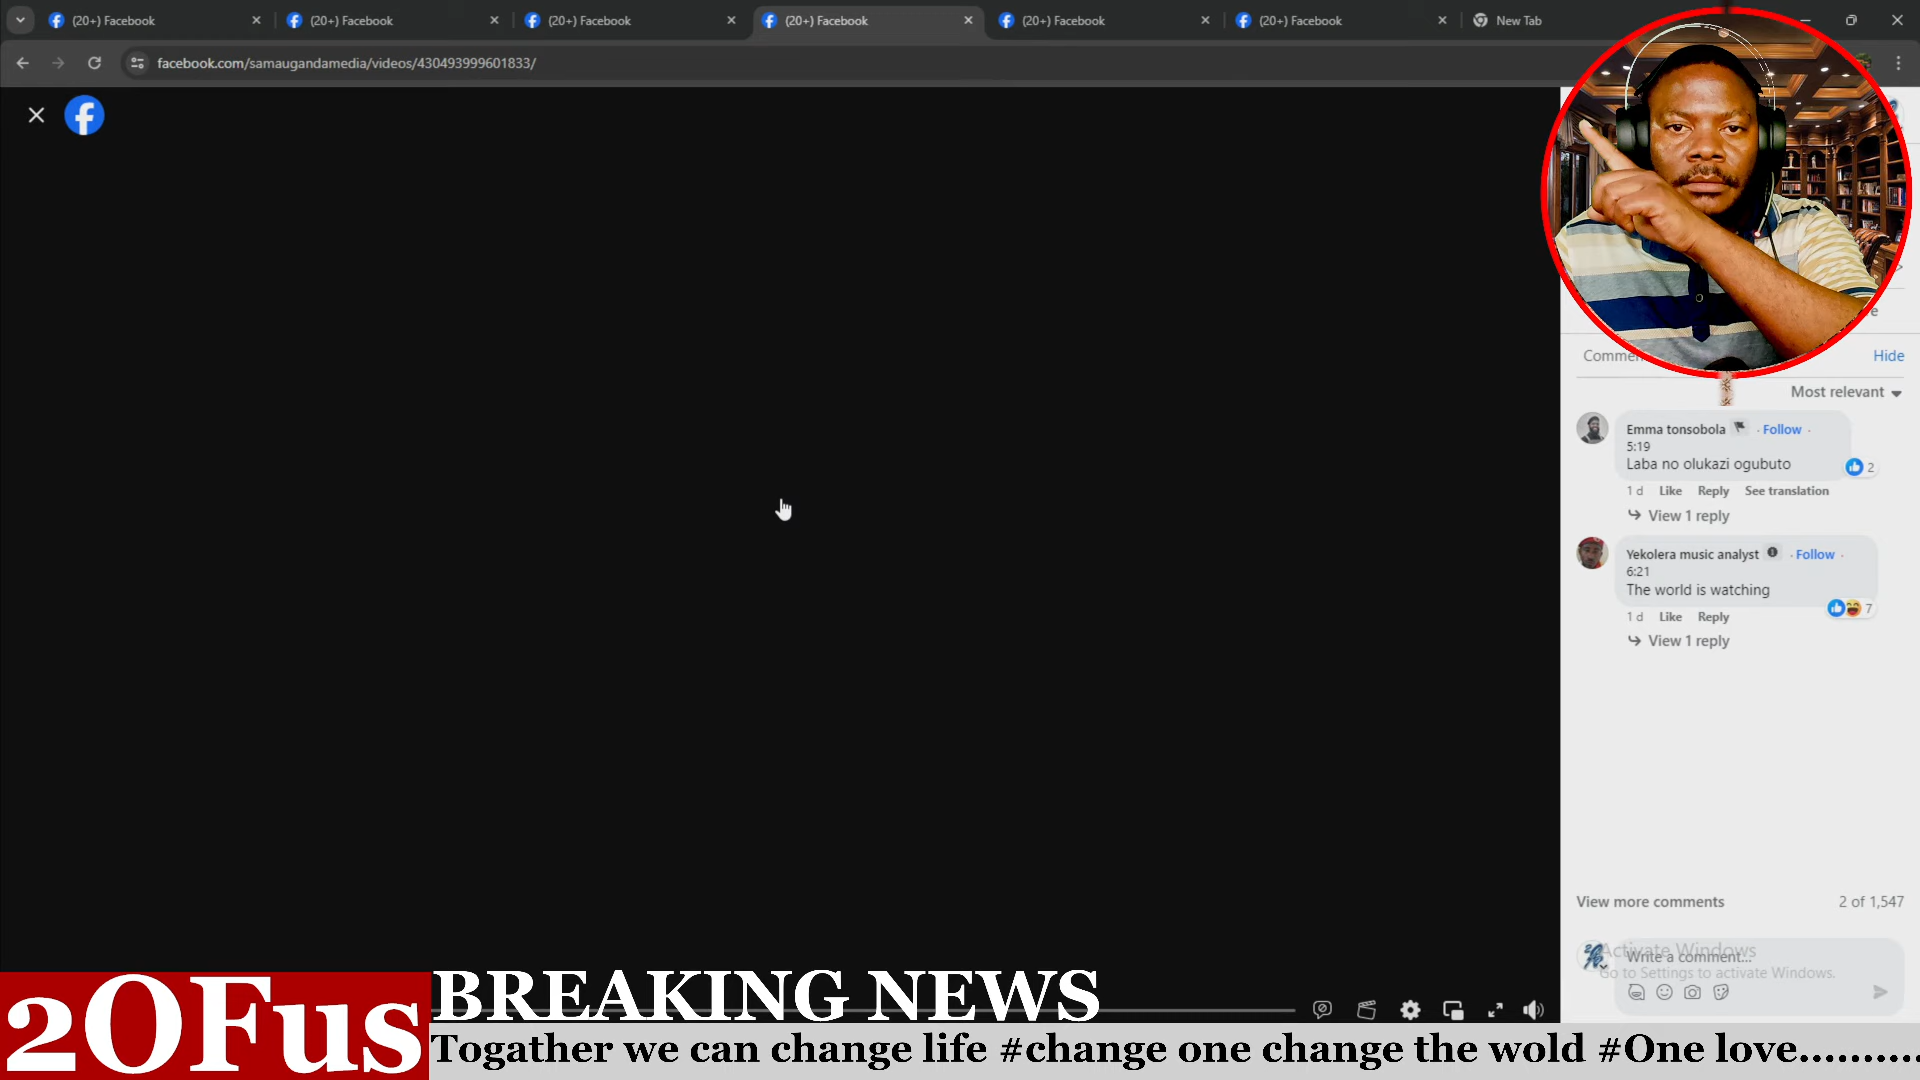 (20+) Facebook
(20+) Facebook
(20+) Facebook
(20+) Facebook
(20+) Facebook
(20+) Facebook
New Tab
facebook.com/samaugandamedia/videos/430493999601833/
Hide
Most relevant
Emma tonsobola · Follow ·
5:19
Laba no olukazi ogubuto
2
1 d Like Reply See translation
View 1 reply
Yekolera music analyst · Follow ·
6:21
The world is watching
7
1 d Like Reply
View 1 reply
View more comments
2 of 1,547
Activate Windows
Write a comment...
Go to Settings to activate Windows.
2OFus
BREAKING NEWS
Togather we can change life #change one change the wold #One love..........